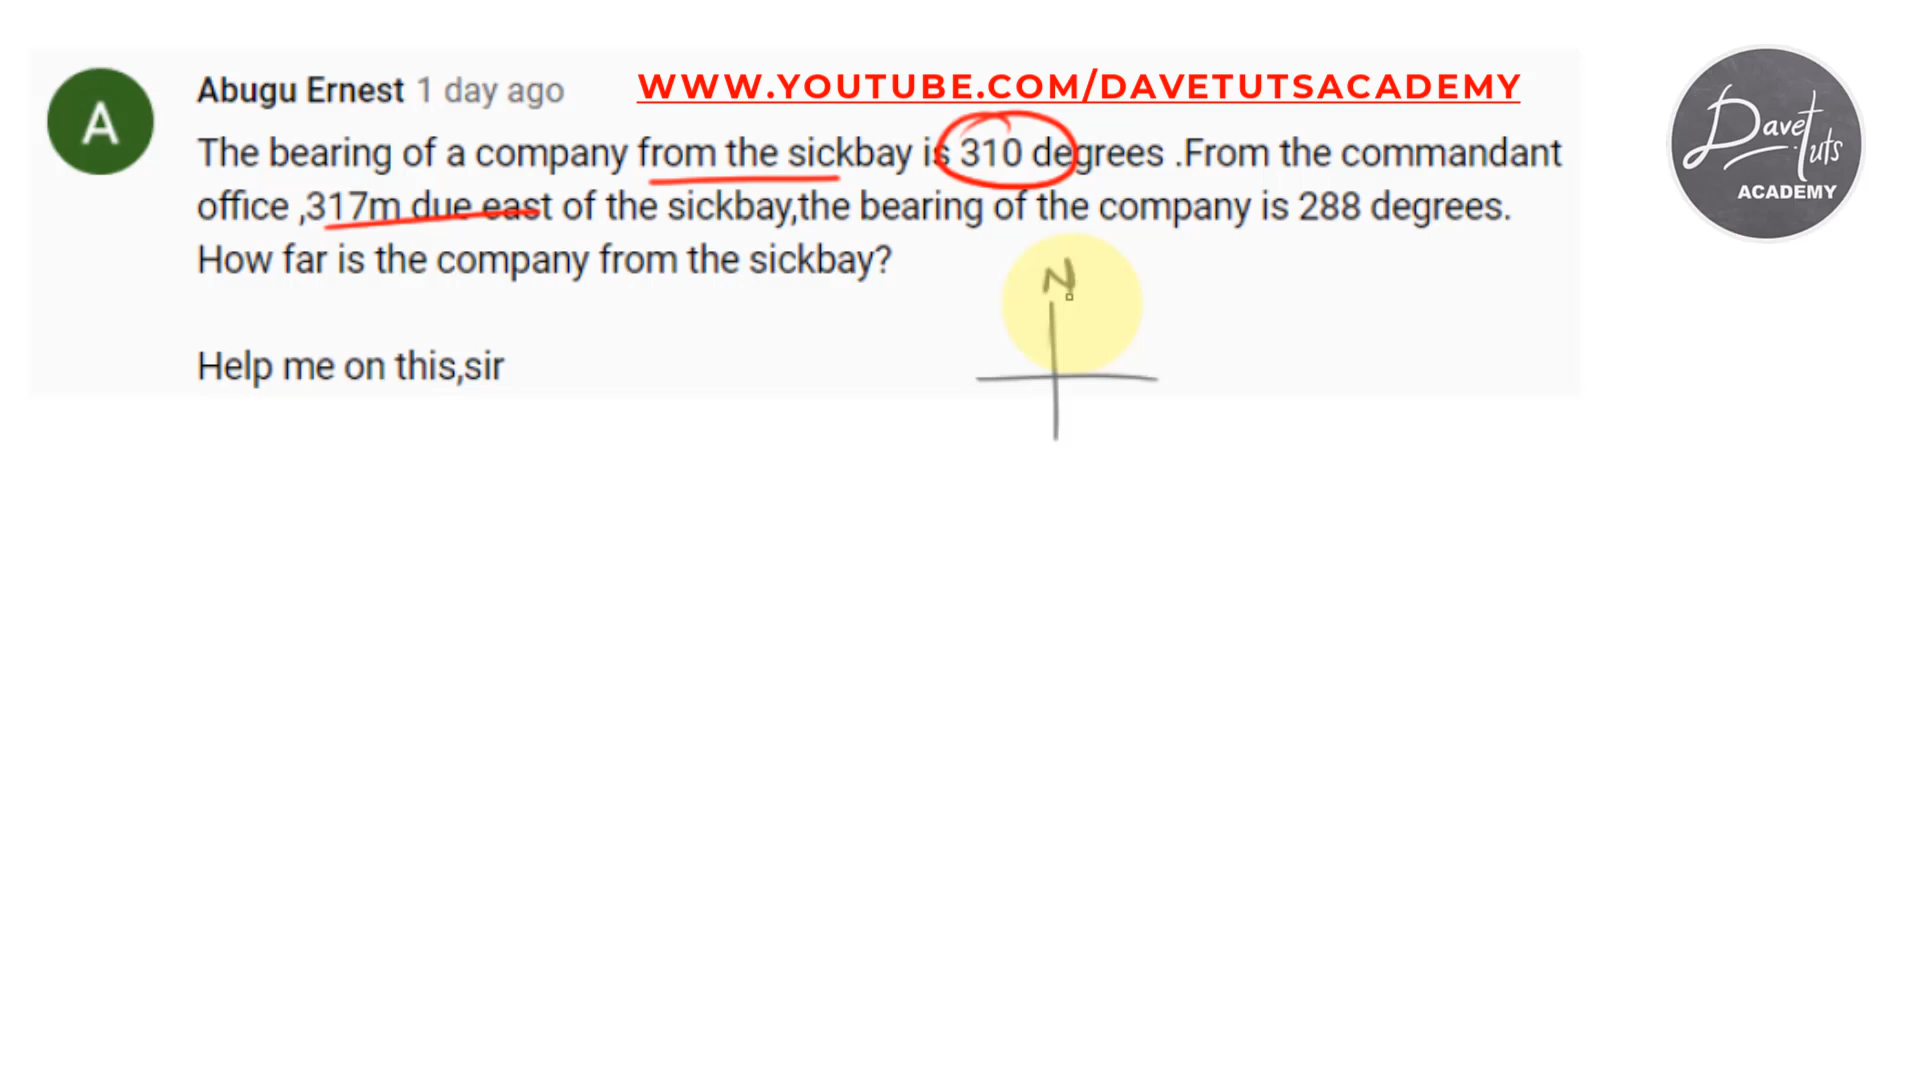 A
Abugu Ernest 1 day ago
WWW.YOUTUBE.COM/DAVETUTSACADEMY
The bearing of a company from the sickbay is 310 degrees .From the commandant
office ,317m due east of the sickbay,the bearing of the company is 288 degrees.
How far is the company from the sickbay?
Help me on this,sir
N
Dave Tuts
ACADEMY